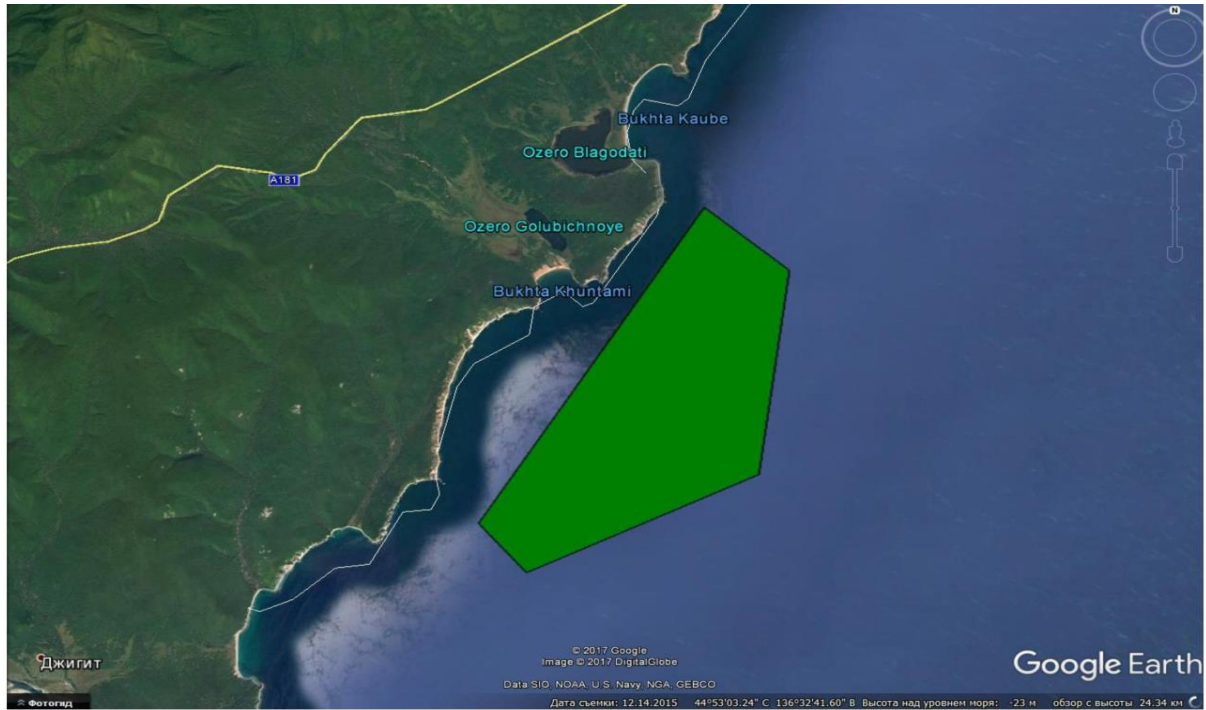 N
Bukhta Kaube
Ozero Blagodati
A181
Ozero Golubichnoye
Bukhta Khuntami
© 2017 Google
Image © 2017 DigitalGlobe
Джигит
Google Earth
Data SIO, NOAA, U.S. Navy, NGA, GEBCO
Фотогид
Дата съемки: 12.14.2015 44°53'03.24" С 136°32'41.60" В Высота над уровнем моря: -23 м обзор с высоты 24.34 км